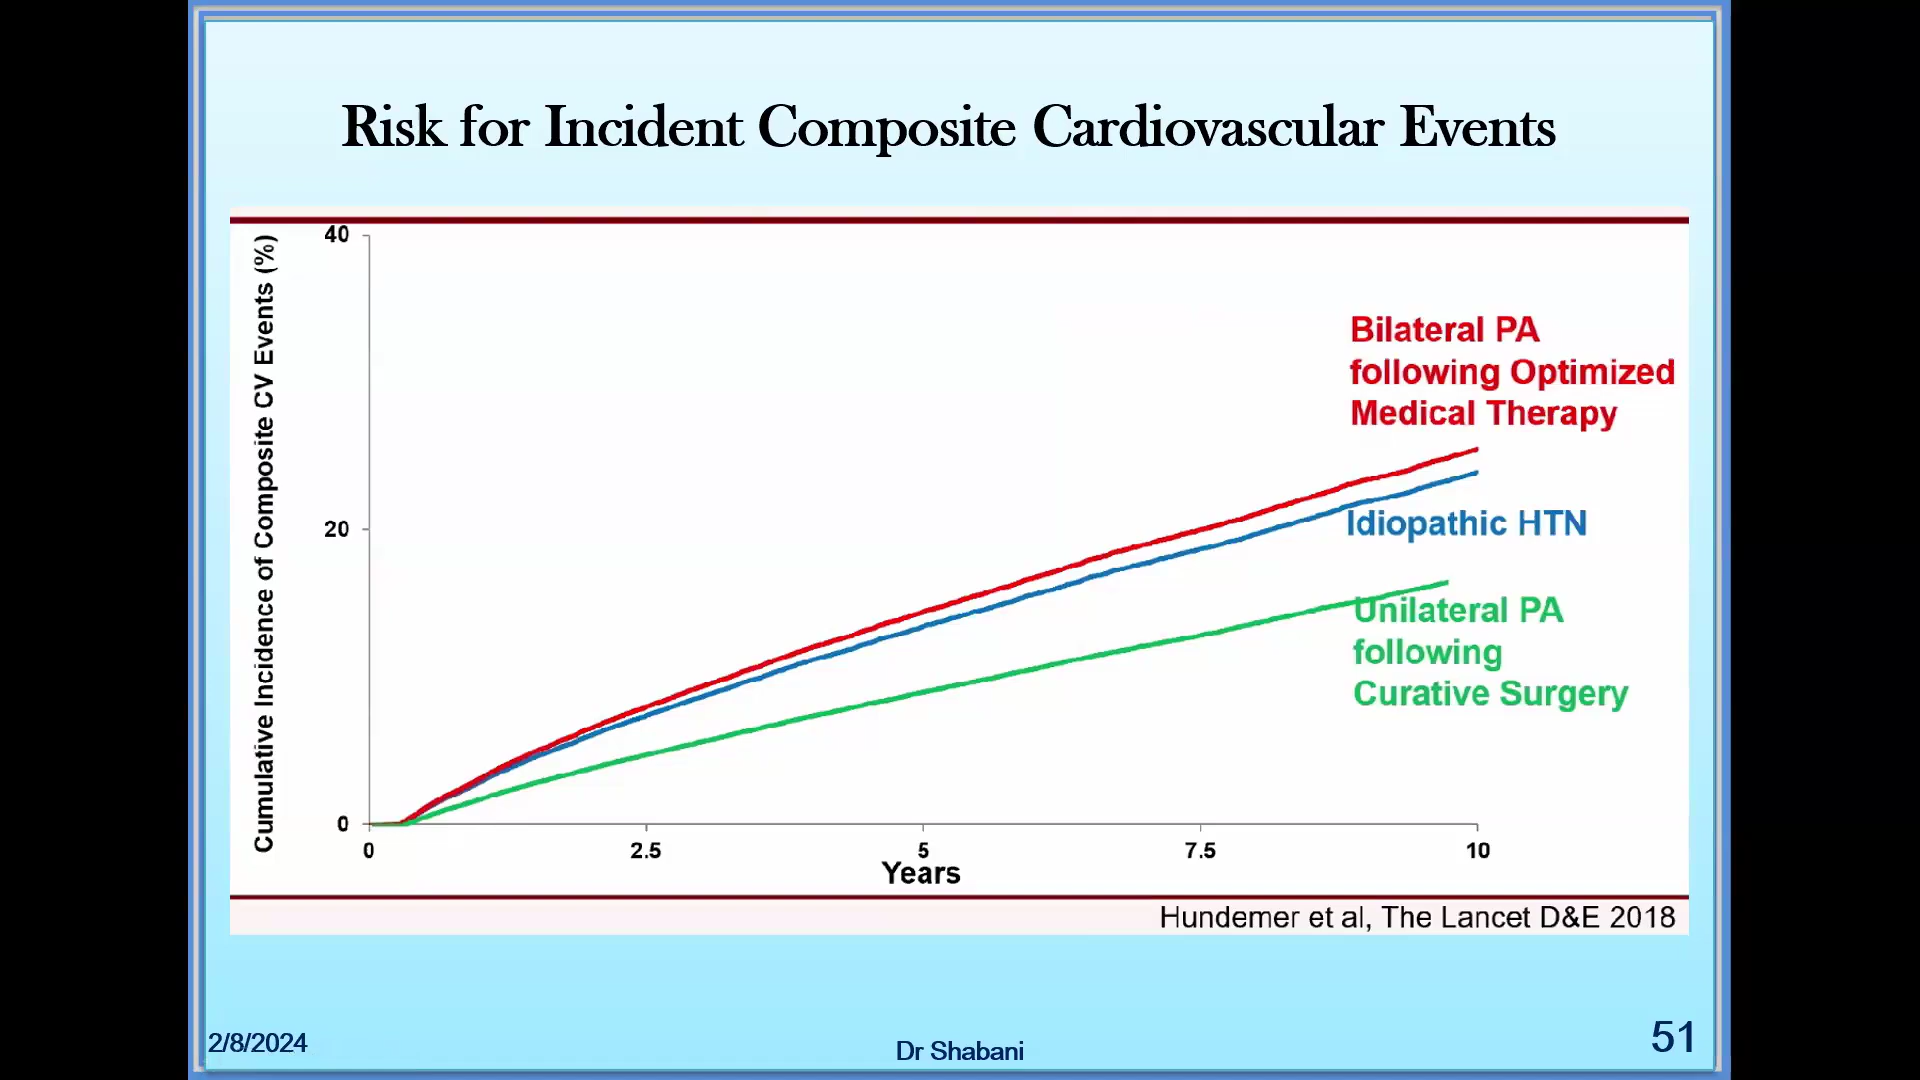 Risk for Incident Composite Cardiovascular Events
Cumulative Incidence of Composite CV Events (%)
40
20
0
0
2.5
5
7.5
10
Years
Bilateral PA
following Optimized
Medical Therapy
Idiopathic HTN
Unilateral PA
following
Curative Surgery
Hundemer et al, The Lancet D&E 2018
2/8/2024
Dr Shabani
51